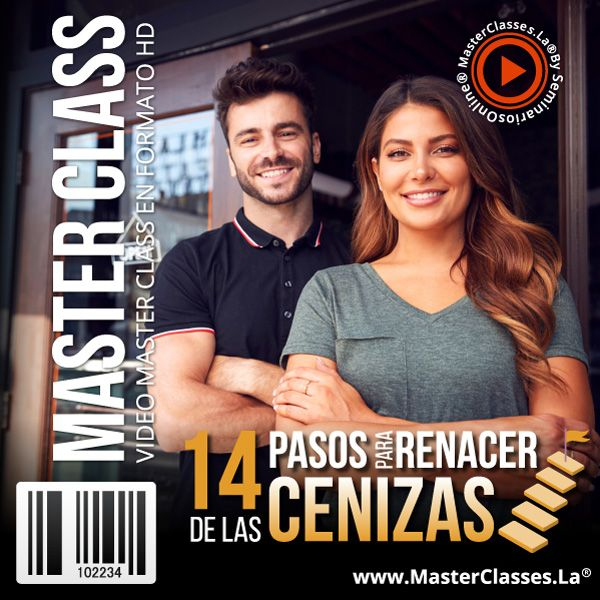 MasterClasses.La® By SeminariosOnline®
MASTER CLASS
VIDEO MASTER CLASS EN FORMATO HD
14 PASOS PARA RENACER
DE LAS CENIZAS
102234
www.MasterClasses.La®